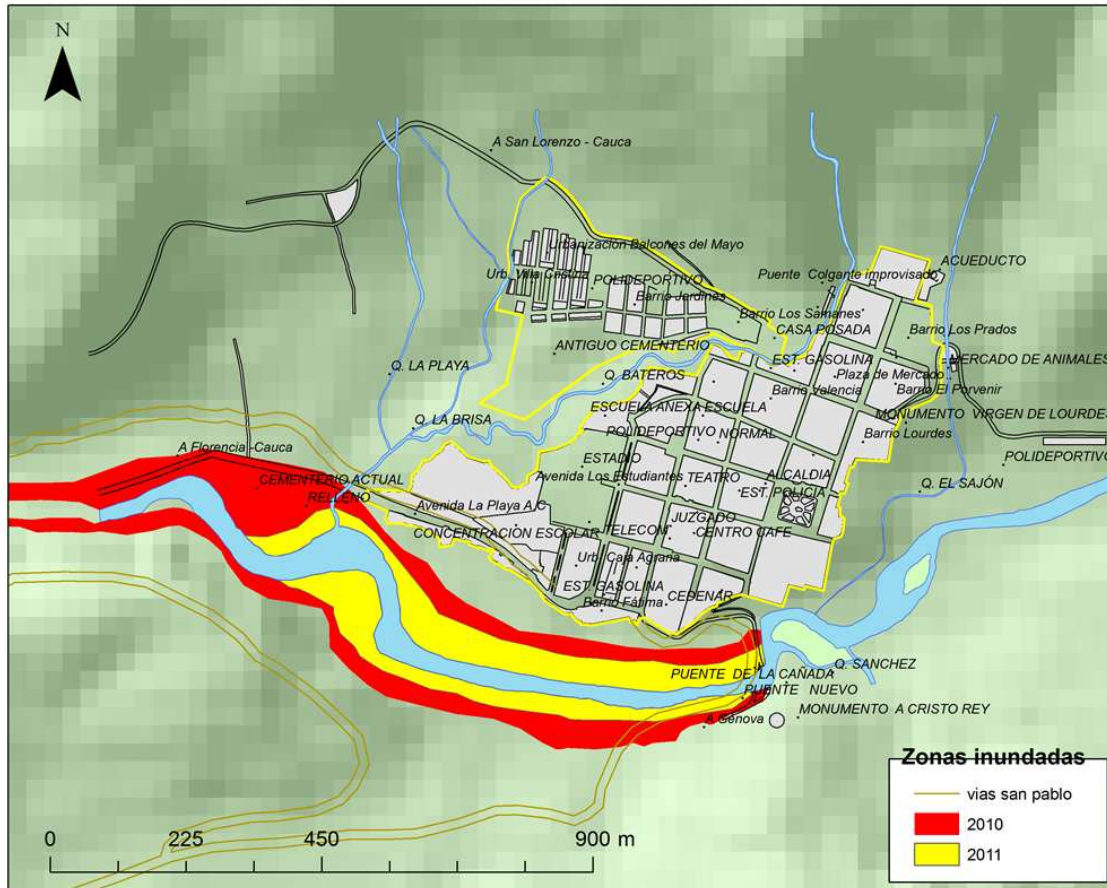 N
A San Lorenzo - Cauca
Urbanización Balcones del Mayo
ACUEDUCTO
Urb. Villa Cristina
POLIDEPORTIVO
Puente Colgante improvisado
Barrio Jardines
Barrio Los Samanes
CASA POSADA
Barrio Los Prados
ANTIGUO CEMENTERIO
EST. GASOLINA
MERCADO DE ANIMALES
Q. LA PLAYA
Q. BATEROS
Plaza de Mercado
Barrio Valencia
Barrio El Porvenir
Q. LA BRISA
ESCUELA ANEXA
ESCUELA
MONUMENTO VIRGEN DE LOURDES
POLIDEPORTIVO
NORMAL
Barrio Lourdes
A Florencia -Cauca
POLIDEPORTIVO
ESTADIO
CEMENTERIO ACTUAL
Avenida Los Estudiantes
TEATRO
ALCALDIA
Q. EL SAJÓN
RELLENO
EST. POLICIA
Avenida La Playa A.C
JUZGADO
CONCENTRACIÓN ESCOLAR
TELECOM
CENTRO CAFE
Urb. Caja Agraria
EST. GASOLINA
Barrio Fátima
CEDENAR
PUENTE DE LA CAÑADA
Q. SANCHEZ
PUENTE NUEVO
MONUMENTO A CRISTO REY
A Génova
Zonas inundadas
vias san pablo
2010
2011
0 225 450 900 m